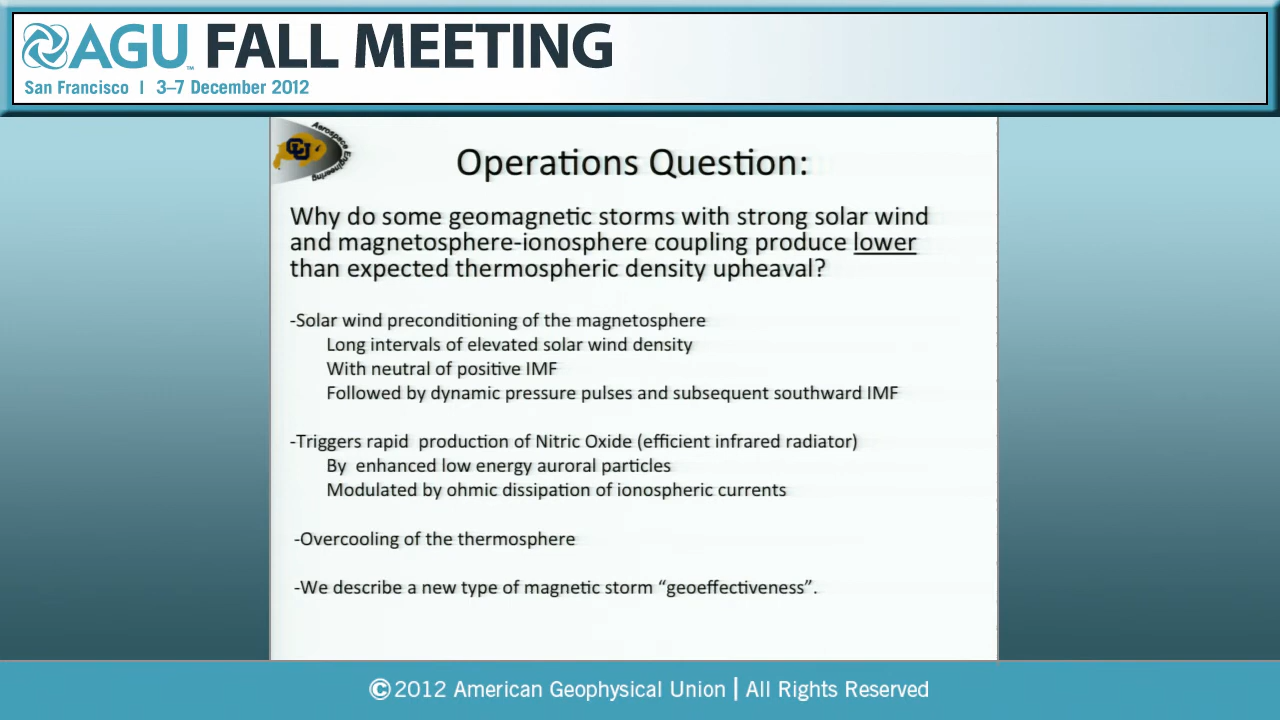 AGU FALL MEETING
San Francisco | 3–7 December 2012
Aerospace
CU
Engineering
Operations Question:
Why do some geomagnetic storms with strong solar wind
and magnetosphere-ionosphere coupling produce lower
than expected thermospheric density upheaval?
-Solar wind preconditioning of the magnetosphere
Long intervals of elevated solar wind density
With neutral of positive IMF
Followed by dynamic pressure pulses and subsequent southward IMF
-Triggers rapid production of Nitric Oxide (efficient infrared radiator)
By enhanced low energy auroral particles
Modulated by ohmic dissipation of ionospheric currents
-Overcooling of the thermosphere
-We describe a new type of magnetic storm “geoeffectiveness”.
©2012 American Geophysical Union | All Rights Reserved